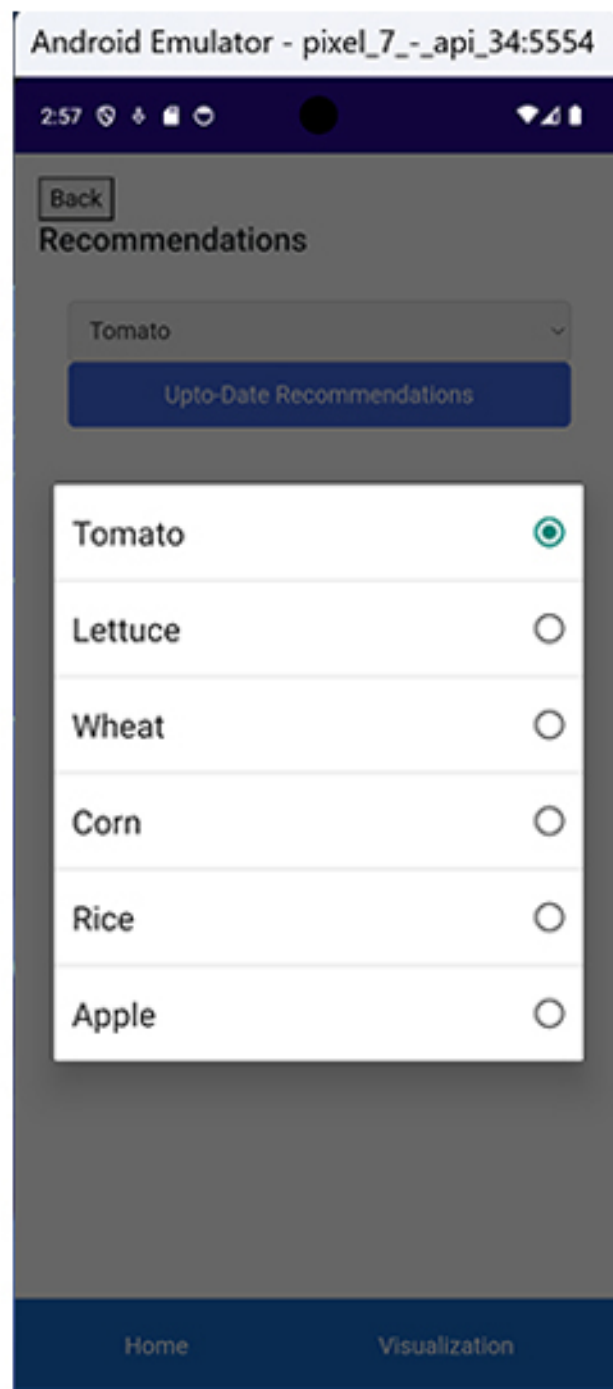 Android Emulator - pixel_7_-_api_34:5554
2:57
Back
Recommendations
Tomato
Upto-Date Recommendations
Tomato
Lettuce
Wheat
Corn
Rice
Apple
Home Visualization